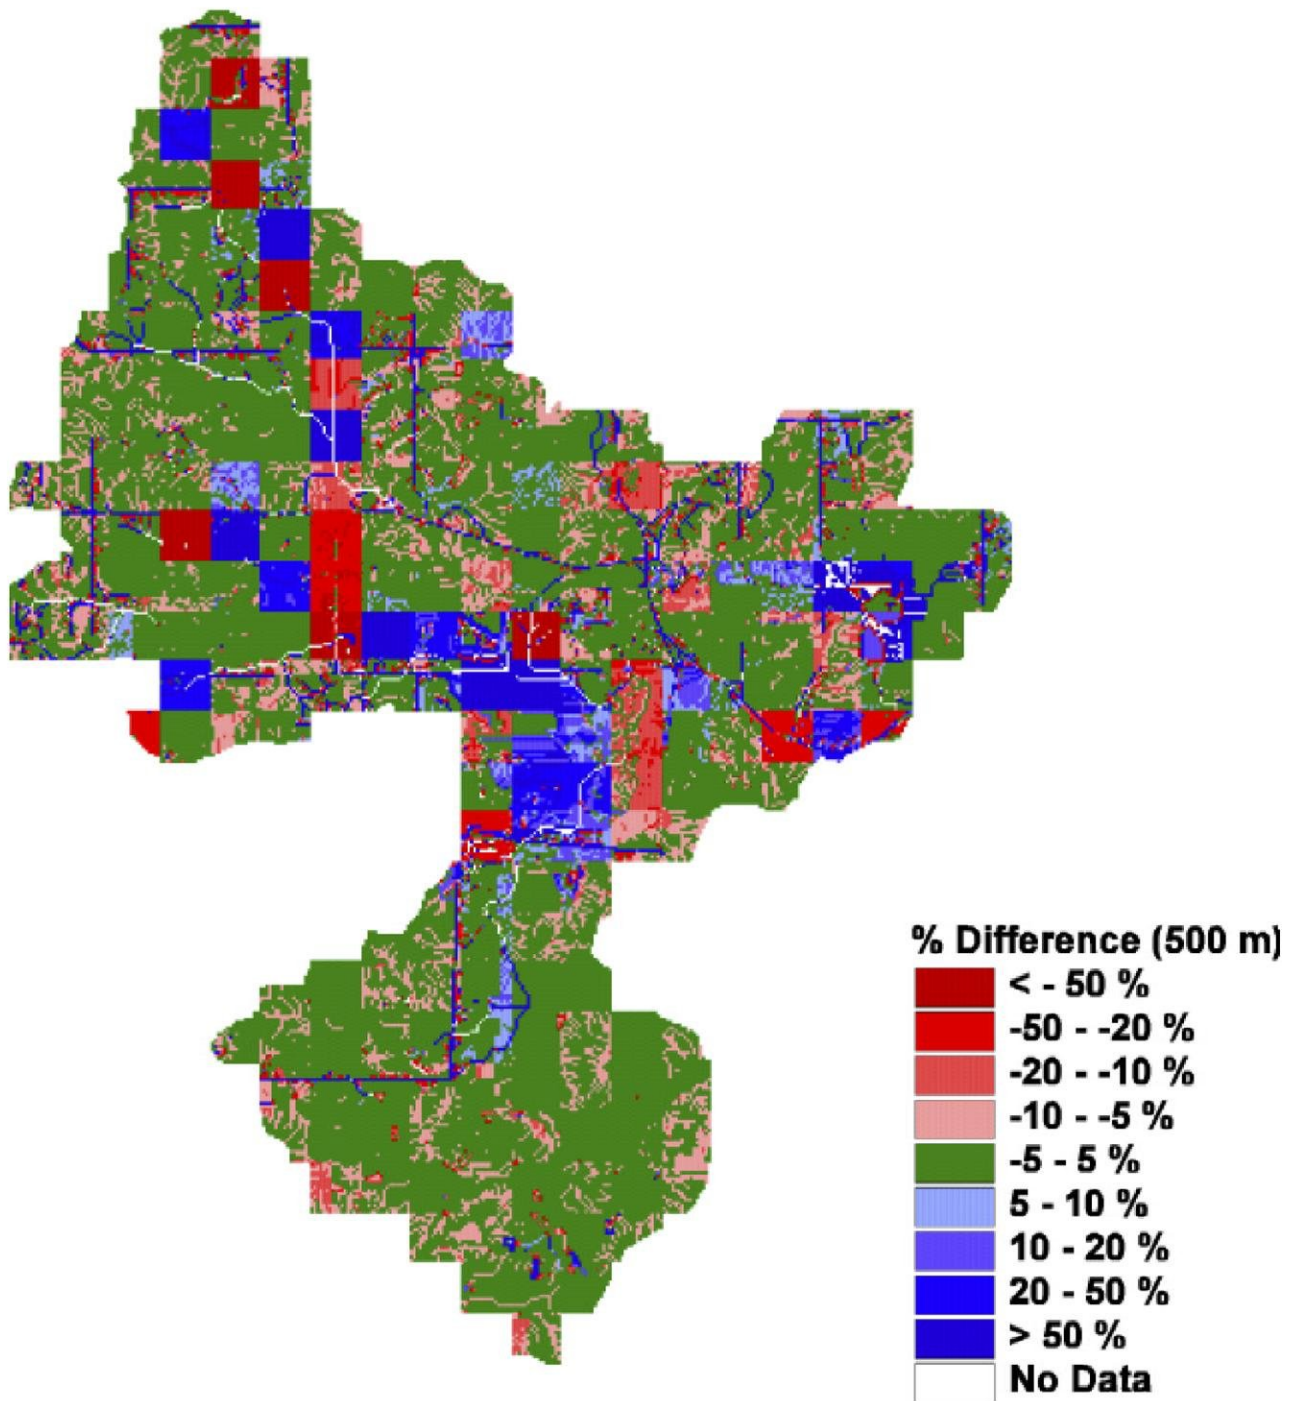 % Difference (500 m)
< - 50 %
-50 - -20 %
-20 - -10 %
-10 - -5 %
-5 - 5 %
5 - 10 %
10 - 20 %
20 - 50 %
> 50 %
No Data